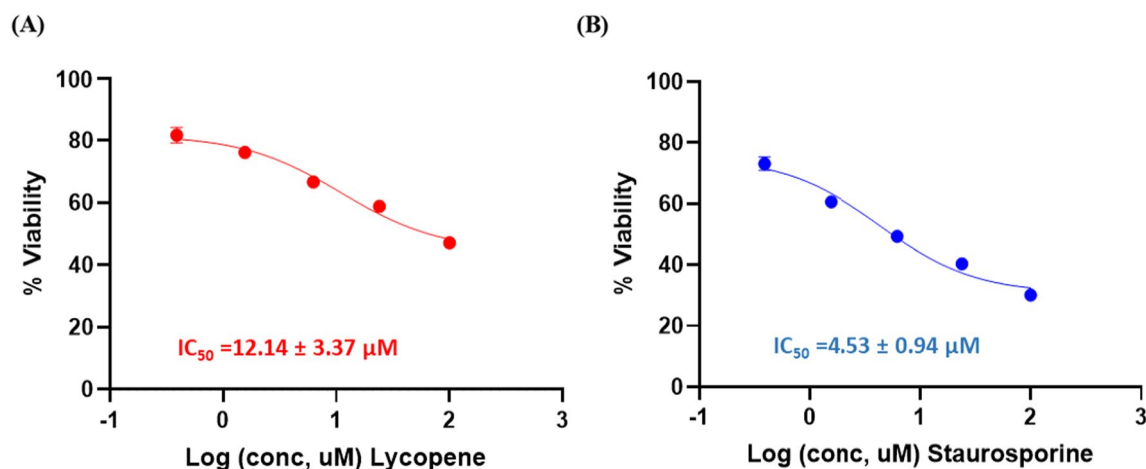 (A)
100
80
60
40
20
0
% Viability
IC50 =12.14 ± 3.37 µM
-1 0 1 2 3
Log (conc, uM) Lycopene
(B)
100
80
60
40
20
0
% Viability
IC50 =4.53 ± 0.94 µM
-1 0 1 2 3
Log (conc, uM) Staurosporine